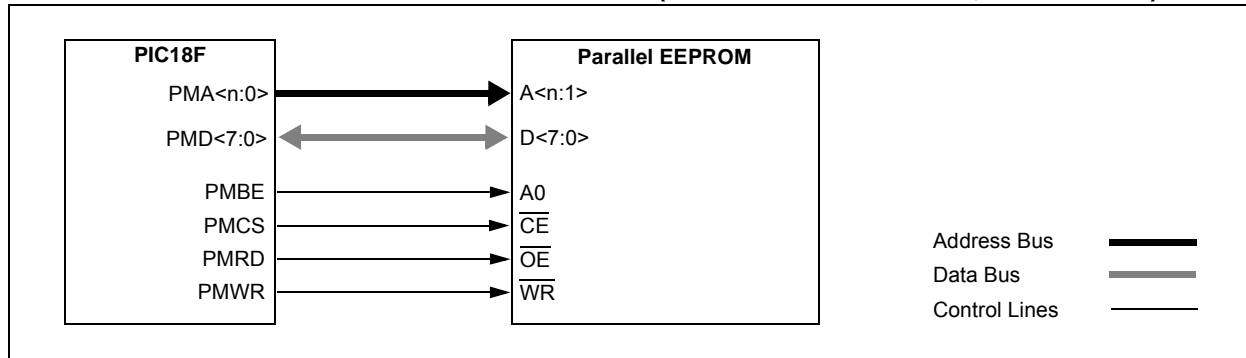 PIC18F
Parallel EEPROM
PMA<n:0>
A<n:1>
PMD<7:0>
D<7:0>
PMBE
A0
PMCS
CE
PMRD
OE
PMWR
WR
Address Bus
Data Bus
Control Lines